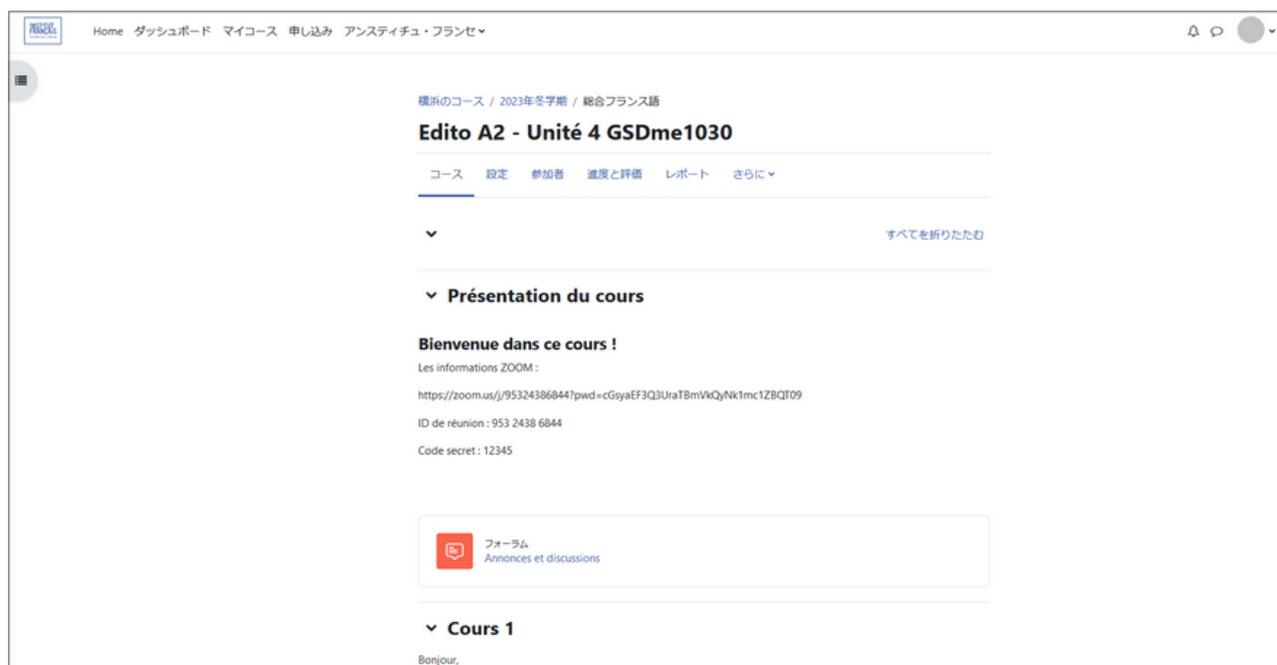 INSTITUT
FRANÇAIS
Home ダッシュボード マイコース 申し込み アンスティチュ・フランセ
横浜のコース / 2023年冬学期 / 総合フランス語
Edito A2 - Unité 4 GSDme1030
コース 設定 参加者 進度と評価 レポート さらに
すべてを折りたたむ
Présentation du cours
Bienvenue dans ce cours !
Les informations ZOOM :
https://zoom.us/j/95324386844?pwd=cGsyaEF3Q3UraTBmVkQyNk1mc1ZBQT09
ID de réunion : 953 2438 6844
Code secret : 12345
フォーラム
Annonces et discussions
Cours 1
Bonjour,